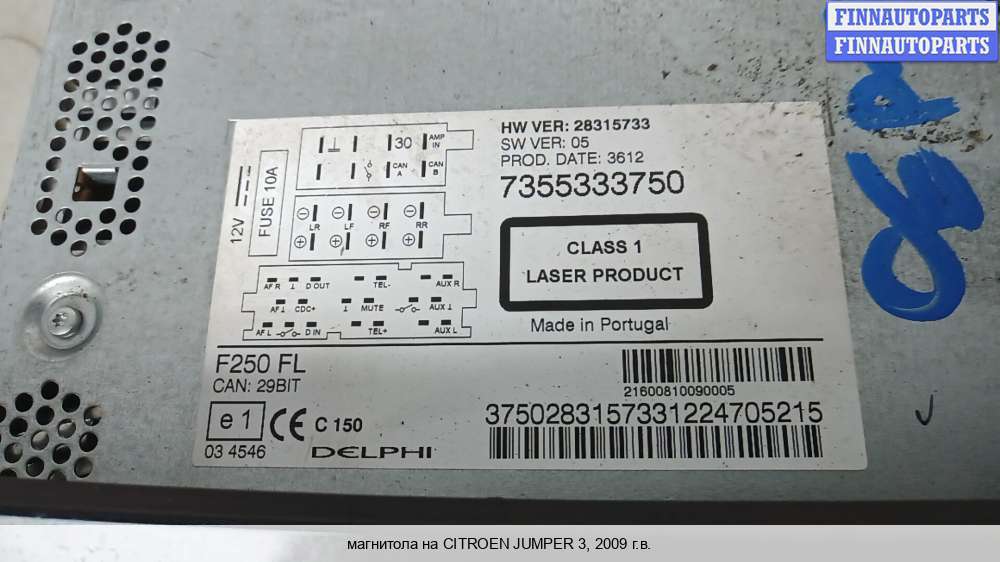 FINNAUTOPARTS
FINNAUTOPARTS
12V
FUSE 10A
30
AMP IN
CAN A
CAN B
LR LF RF RR
AF R ⊥ D OUT TEL- AUX R
AF⊥ CDC+ ⊥ MUTE AUX ⊥
AF L D IN TEL+ AUX L
HW VER: 28315733
SW VER: 05
PROD. DATE: 3612
7355333750
CLASS 1
LASER PRODUCT
Made in Portugal
F250 FL
CAN: 29BIT
21600810090005
e 1
CE
C 150
03 4546
DELPHI
3750283157331224705215
магнитола на CITROEN JUMPER 3, 2009 г.в.